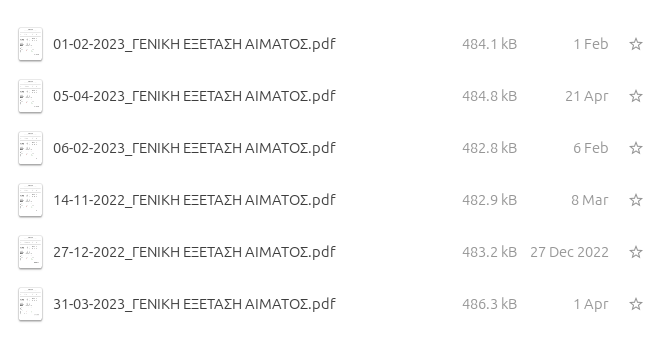 01-02-2023_ΓΕΝΙΚΗ ΕΞΕΤΑΣΗ ΑΙΜΑΤΟΣ.pdf 484.1 kB 1 Feb
05-04-2023_ΓΕΝΙΚΗ ΕΞΕΤΑΣΗ ΑΙΜΑΤΟΣ.pdf 484.8 kB 21 Apr
06-02-2023_ΓΕΝΙΚΗ ΕΞΕΤΑΣΗ ΑΙΜΑΤΟΣ.pdf 482.8 kB 6 Feb
14-11-2022_ΓΕΝΙΚΗ ΕΞΕΤΑΣΗ ΑΙΜΑΤΟΣ.pdf 482.9 kB 8 Mar
27-12-2022_ΓΕΝΙΚΗ ΕΞΕΤΑΣΗ ΑΙΜΑΤΟΣ.pdf 483.2 kB 27 Dec 2022
31-03-2023_ΓΕΝΙΚΗ ΕΞΕΤΑΣΗ ΑΙΜΑΤΟΣ.pdf 486.3 kB 1 Apr